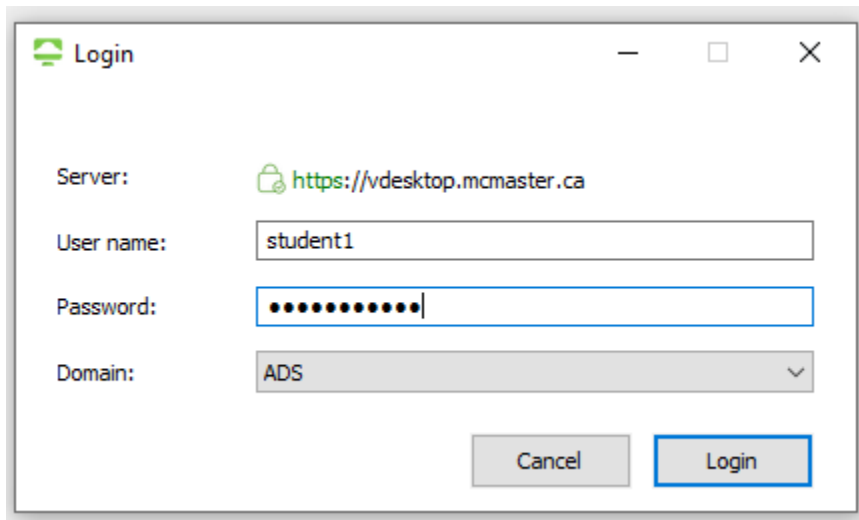 Login
Server: https://vdesktop.mcmaster.ca
User name: student1
Password: ●●●●●●●●●●●
Domain: ADS
Cancel Login